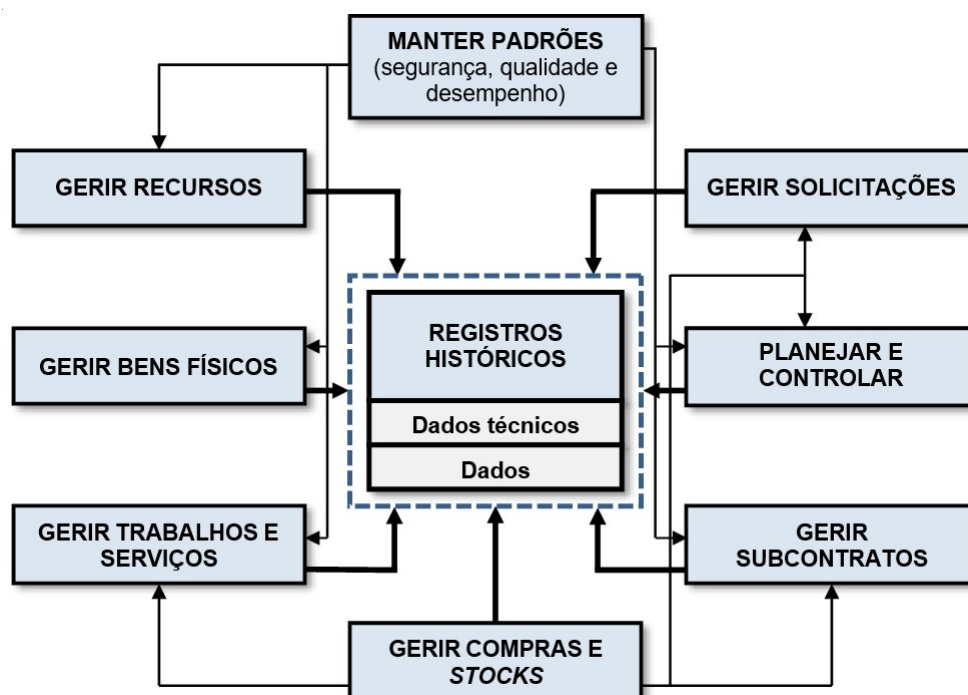 MANTER PADRÕES
(segurança, qualidade e
desempenho)
GERIR RECURSOS
GERIR SOLICITAÇÕES
REGISTROS
HISTÓRICOS
GERIR BENS FÍSICOS
PLANEJAR E
CONTROLAR
Dados técnicos
Dados
GERIR TRABALHOS E
SERVIÇOS
GERIR
SUBCONTRATOS
GERIR COMPRAS E
STOCKS